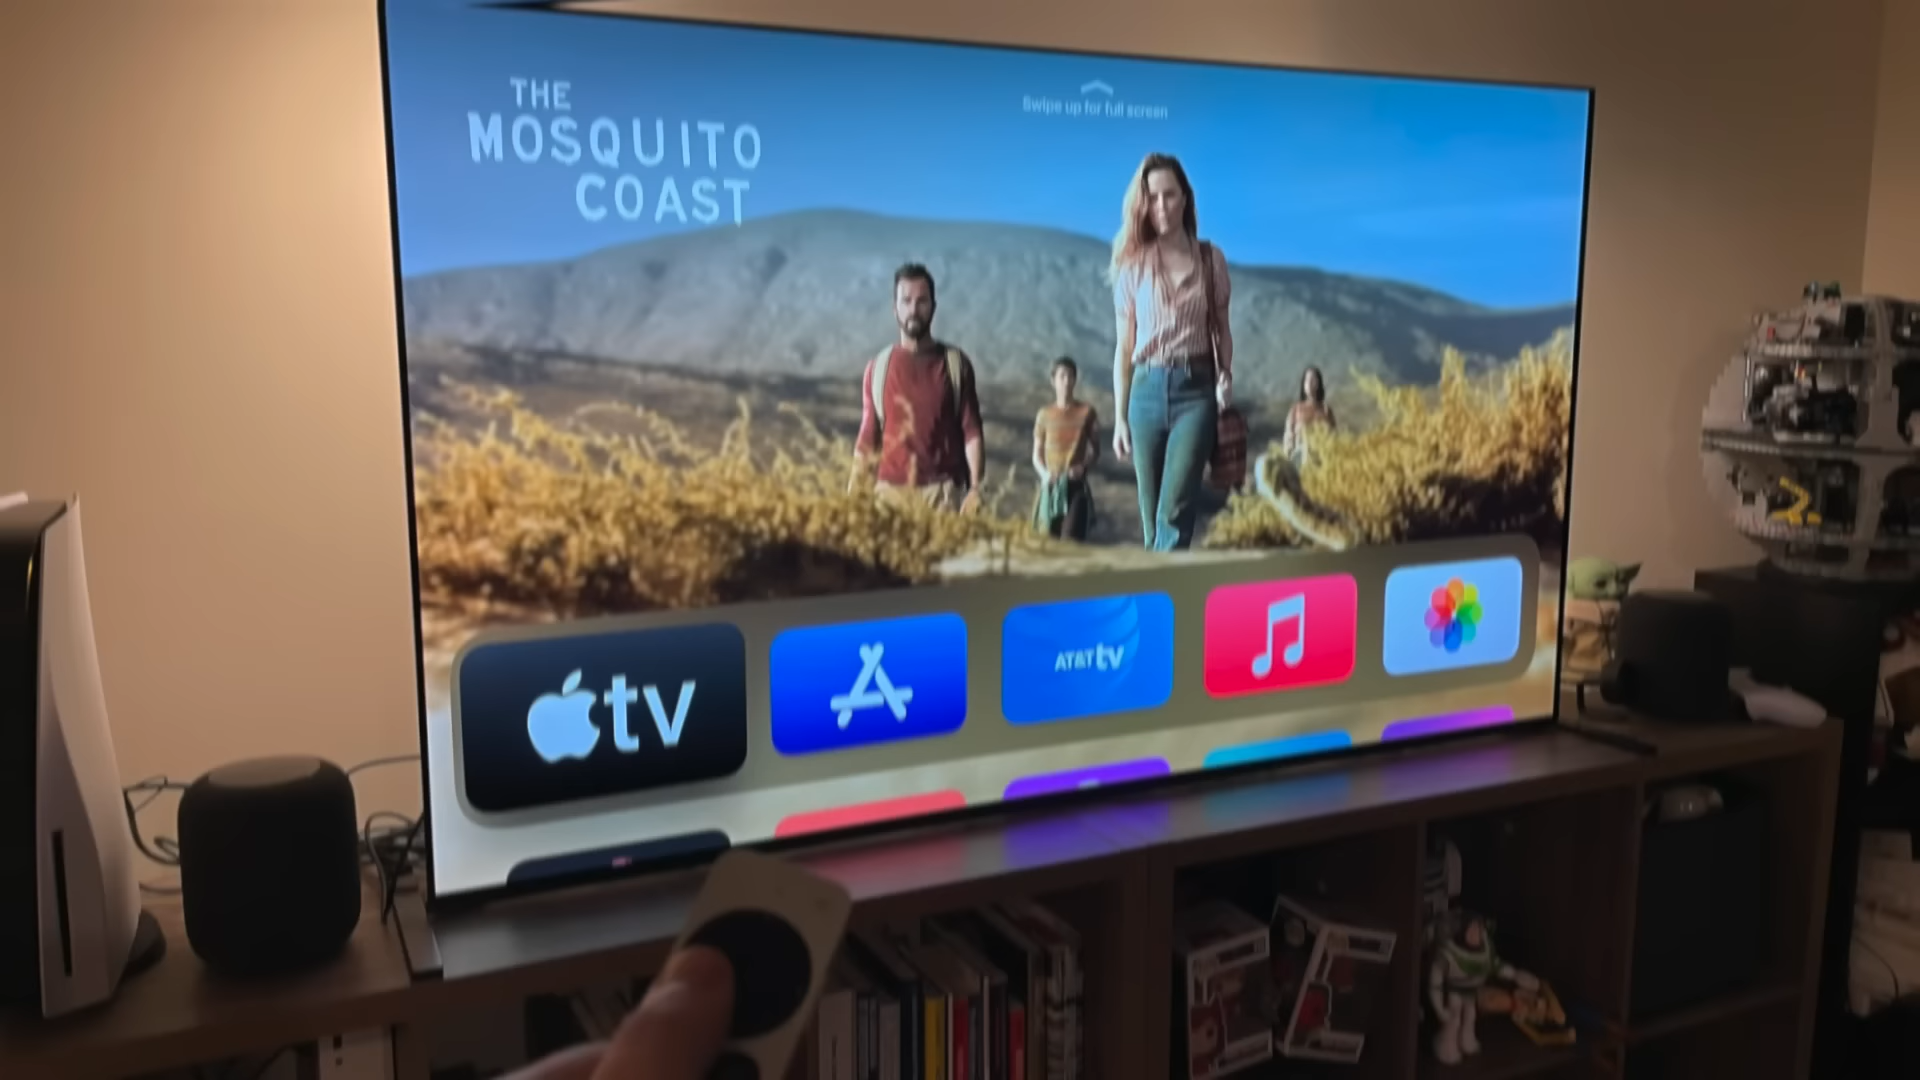 THE
MOSQUITO
COAST
Swipe up for full screen
tv
AT&T tv